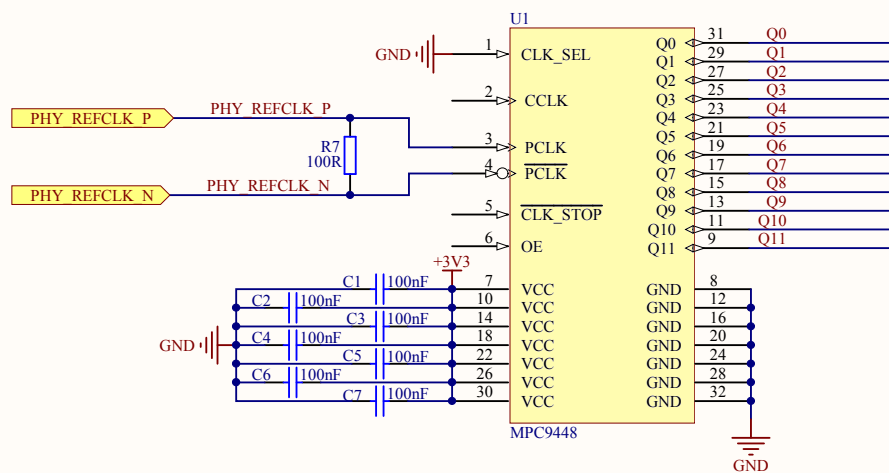 U1
GND
1
CLK_SEL
Q0
31
Q0
Q1
29
Q1
2
CCLK
Q2
27
Q2
Q3
25
Q3
PHY_REFCLK_P
PHY_REFCLK_P
Q4
23
Q4
R7
100R
3
PCLK
Q5
21
Q5
Q6
19
Q6
4
PCLK
Q7
17
Q7
PHY_REFCLK_N
PHY_REFCLK_N
Q8
15
Q8
5
CLK_STOP
Q9
13
Q9
Q10
11
Q10
6
OE
Q11
9
Q11
+3V3
C1
100nF
7
VCC
GND
8
C2
100nF
10
VCC
GND
12
C3
100nF
14
VCC
GND
16
GND
C4
100nF
18
VCC
GND
20
C5
100nF
22
VCC
GND
24
C6
100nF
26
VCC
GND
28
C7
100nF
30
VCC
GND
32
MPC9448
GND